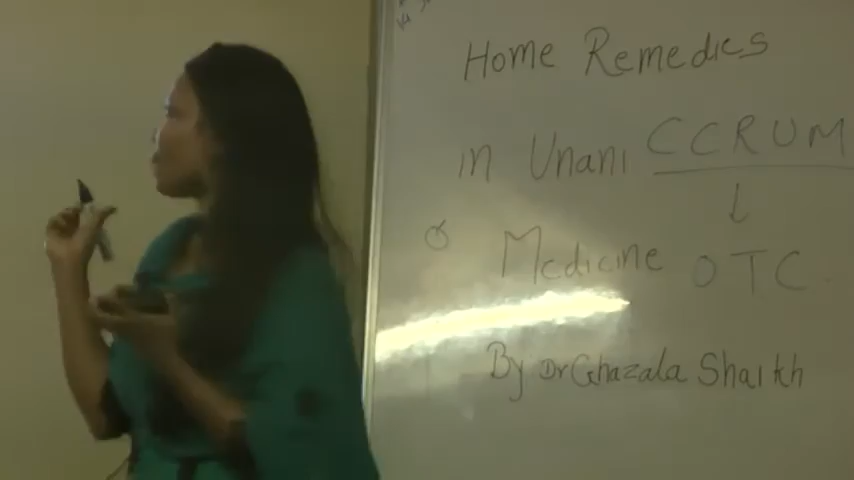 Home Remedies
in Unani CCRUM
↓
Medicine OTC
By Dr Ghazala Shaikh